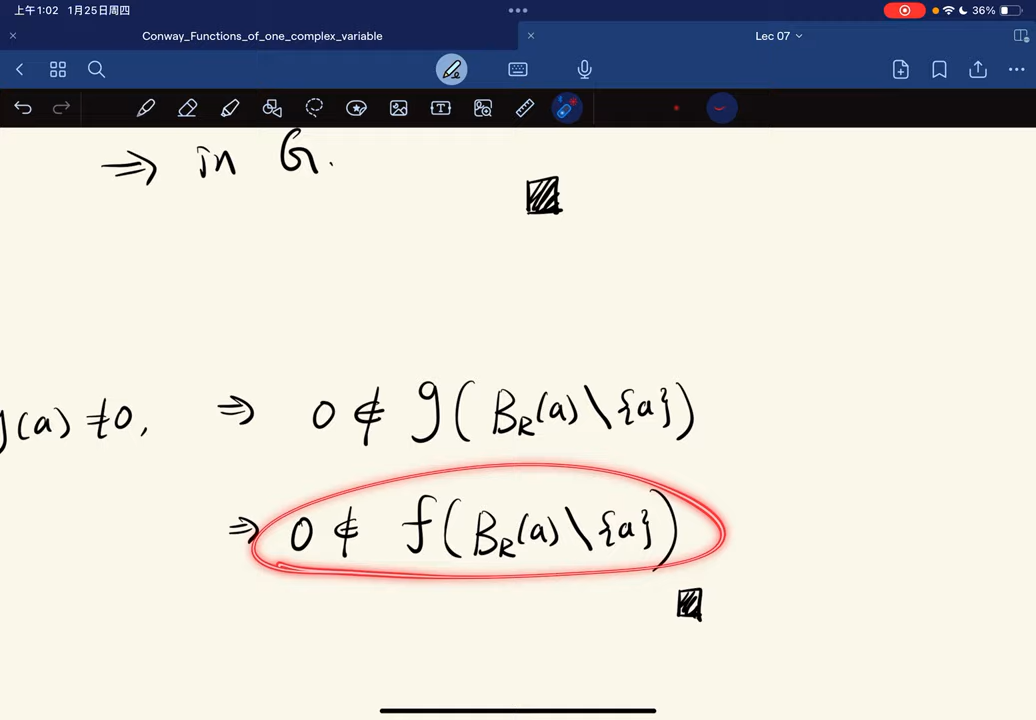 上午1:02 1月25日周四
36%
Conway_Functions_of_one_complex_variable
Lec 07
⇒ in G.
g(a) ≠0, ⇒ 0 ∉ g(B_R(a)\{a})
⇒ 0 ∉ f(B_R(a)\{a})